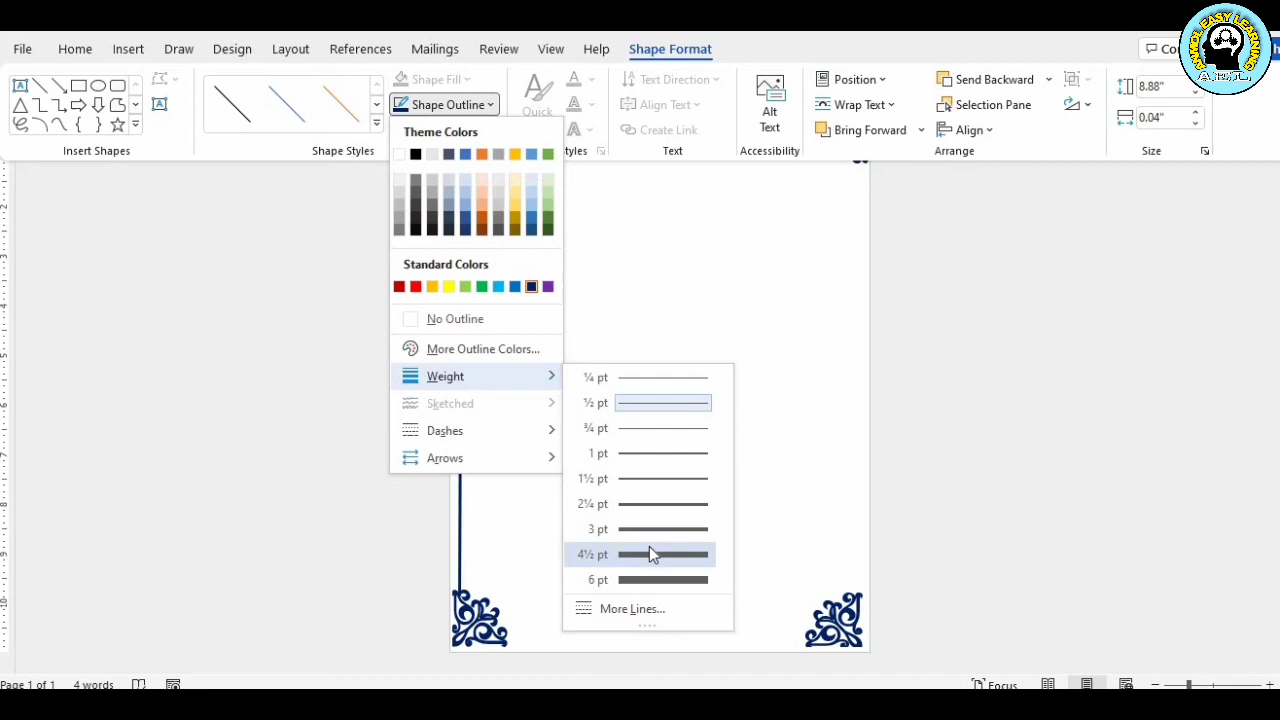 ANMOL EASY LEARNING
A.E.L
File Home Insert Draw Design Layout References Mailings Review View Help Shape Format
Shape Fill
Shape Outline
Quick
Insert Shapes
Shape Styles
Text Direction
Align Text
Create Link
Text
Alt
Text
Accessibility
Position
Wrap Text
Bring Forward
Send Backward
Selection Pane
Align
Arrange
8.88"
0.04"
Size
Theme Colors
Standard Colors
No Outline
More Outline Colors...
Weight
Sketched
Dashes
Arrows
¼ pt
½ pt
¾ pt
1 pt
1½ pt
2¼ pt
3 pt
4½ pt
6 pt
More Lines...
Page 1 of 1 4 words
Focus